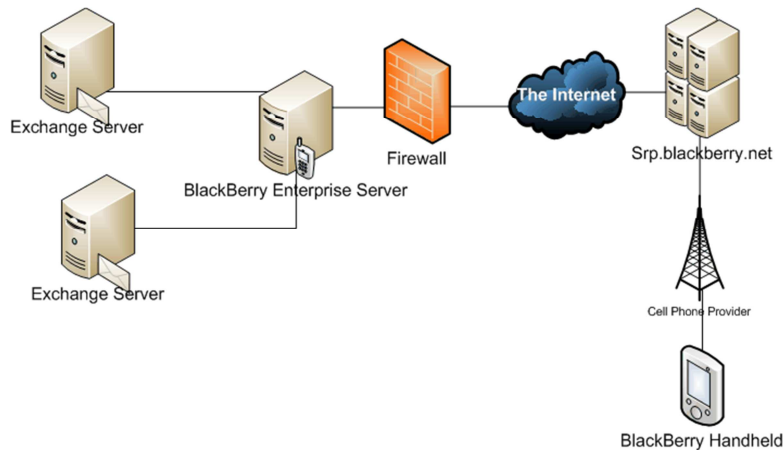 Exchange Server
BlackBerry Enterprise Server
Firewall
The Internet
Srp.blackberry.net
Exchange Server
Cell Phone Provider
BlackBerry Handheld